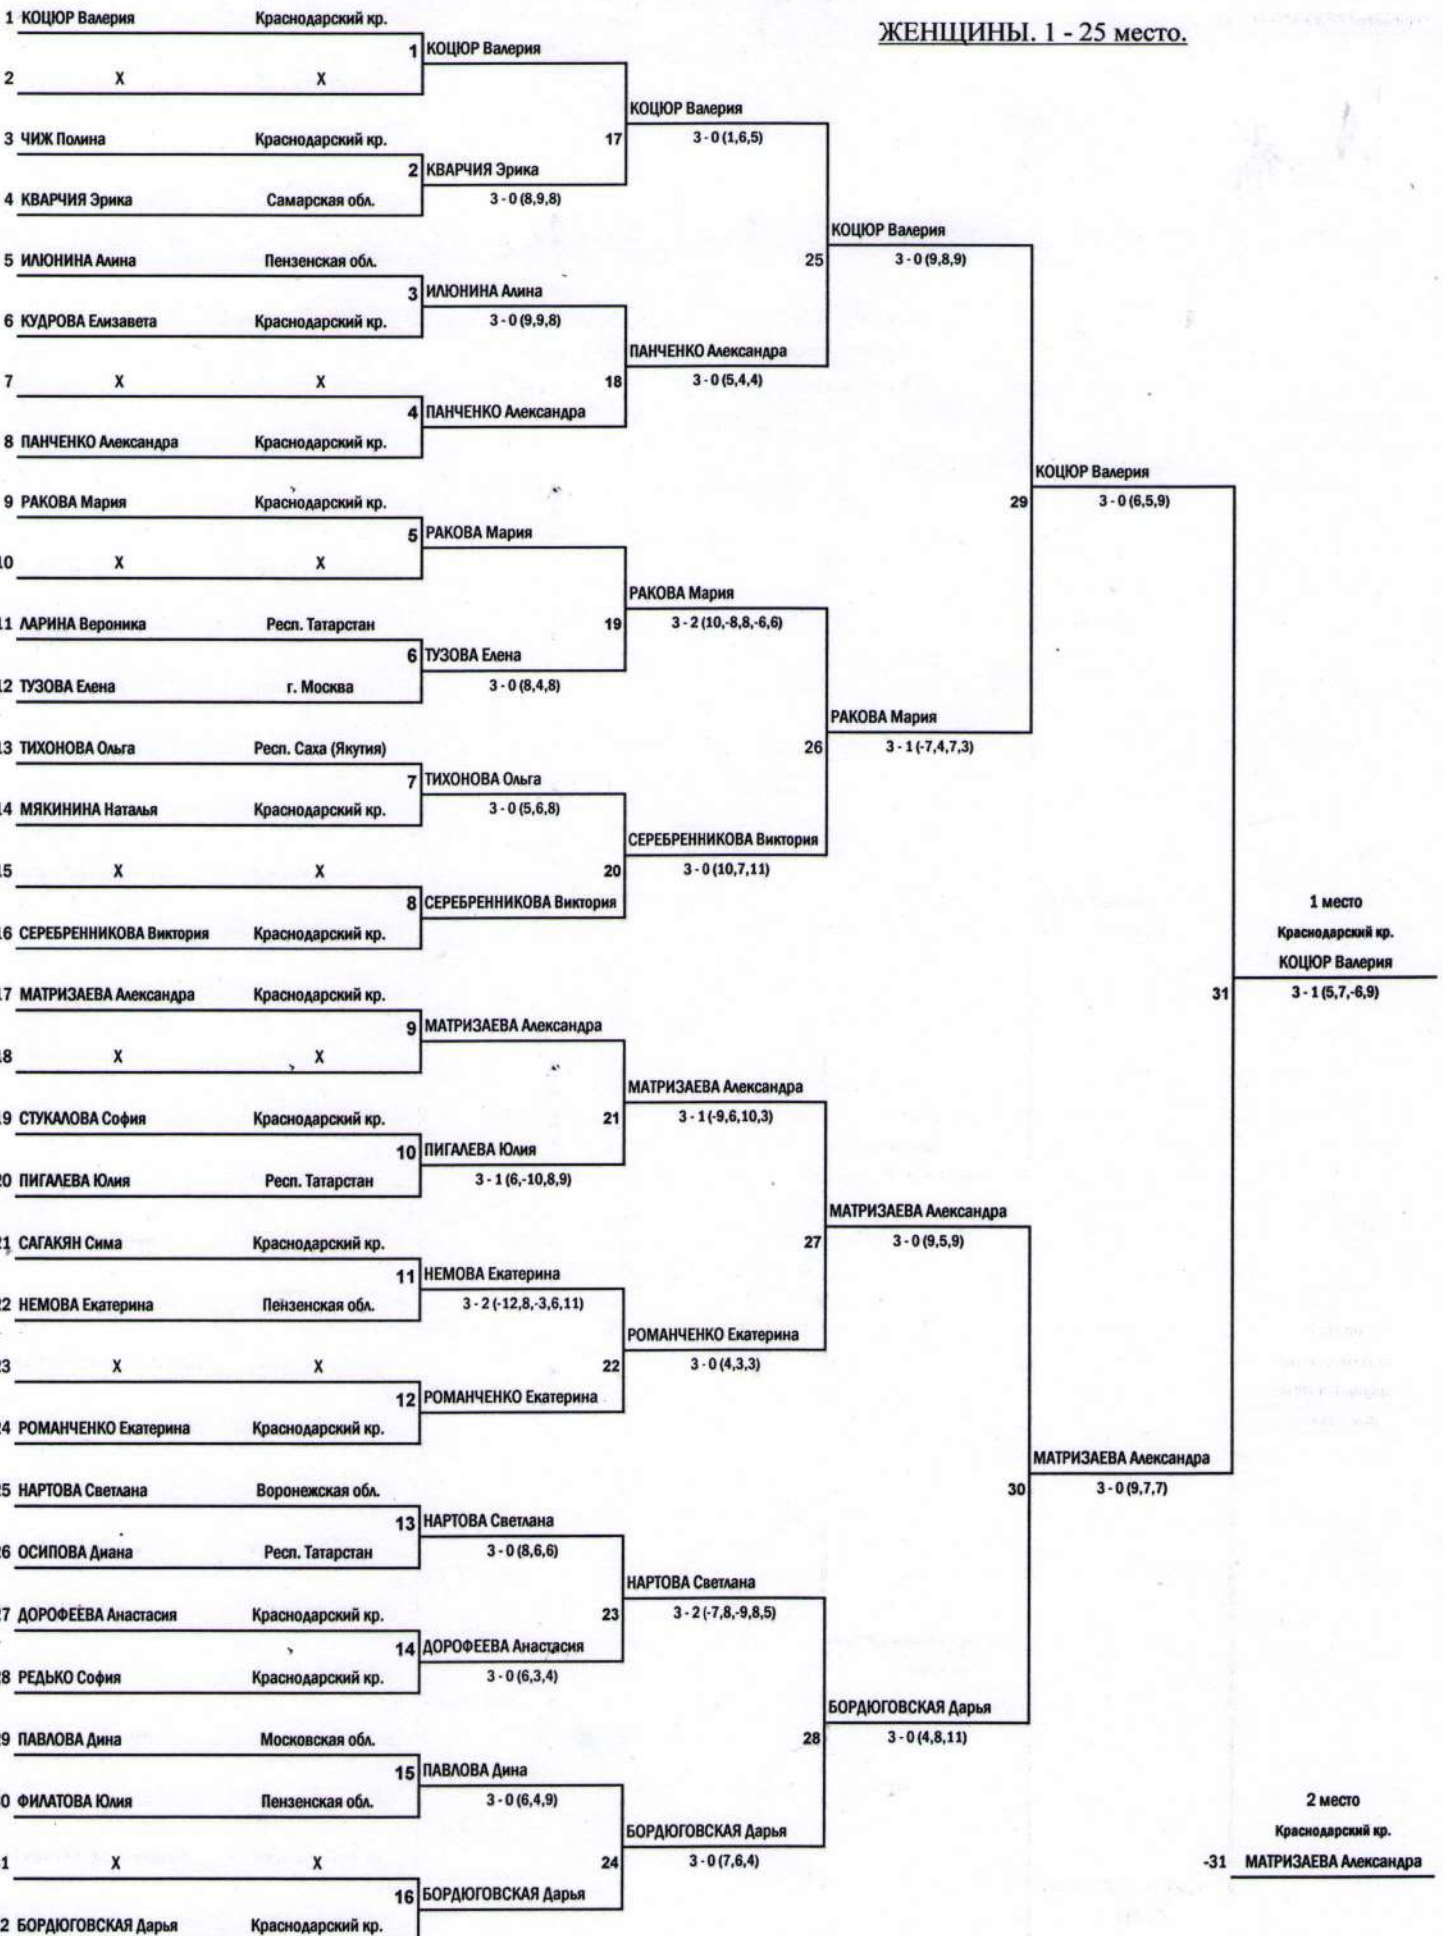 ЖЕНЩИНЫ. 1 - 25 место.
1 КОЦЮР Валерия Краснодарский кр.
1 КОЦЮР Валерия
2 X X
КОЦЮР Валерия
17 3 - 0 (1,6,5)
3 ЧИЖ Полина Краснодарский кр.
2 КВАРЧИЯ Эрика
3 - 0 (8,9,8)
4 КВАРЧИЯ Эрика Самарская обл.
КОЦЮР Валерия
25 3 - 0 (9,8,9)
5 ИЛЮНИНА Алина Пензенская обл.
3 ИЛЮНИНА Алина
3 - 0 (9,9,8)
6 КУДРОВА Елизавета Краснодарский кр.
ПАНЧЕНКО Александра
18 3 - 0 (5,4,4)
7 X X
4 ПАНЧЕНКО Александра
8 ПАНЧЕНКО Александра Краснодарский кр.
КОЦЮР Валерия
29 3 - 0 (6,5,9)
9 РАКОВА Мария Краснодарский кр.
5 РАКОВА Мария
10 X X
РАКОВА Мария
19 3 - 2 (10,-8,8,-6,6)
11 ЛАРИНА Вероника Респ. Татарстан
6 ТУЗОВА Елена
3 - 0 (8,4,8)
12 ТУЗОВА Елена г. Москва
РАКОВА Мария
26 3 - 1 (-7,4,7,3)
13 ТИХОНОВА Ольга Респ. Саха (Якутия)
7 ТИХОНОВА Ольга
3 - 0 (5,6,8)
14 МЯКИНИНА Наталья Краснодарский кр.
СЕРЕБРЕННИКОВА Виктория
20 3 - 0 (10,7,11)
15 X X
8 СЕРЕБРЕННИКОВА Виктория
16 СЕРЕБРЕННИКОВА Виктория Краснодарский кр.
1 место
Краснодарский кр.
КОЦЮР Валерия
31 3 - 1 (5,7,-6,9)
17 МАТРИЗАЕВА Александра Краснодарский кр.
9 МАТРИЗАЕВА Александра
18 X X
МАТРИЗАЕВА Александра
21 3 - 1 (-9,6,10,3)
19 СТУКАЛОВА София Краснодарский кр.
10 ПИГАЛЕВА Юлия
3 - 1 (6,-10,8,9)
20 ПИГАЛЕВА Юлия Респ. Татарстан
МАТРИЗАЕВА Александра
27 3 - 0 (9,5,9)
21 САГАКЯН Сима Краснодарский кр.
11 НЕМОВА Екатерина
3 - 2 (-12,8,-3,6,11)
22 НЕМОВА Екатерина Пензенская обл.
РОМАНЧЕНКО Екатерина
22 3 - 0 (4,3,3)
23 X X
12 РОМАНЧЕНКО Екатерина
24 РОМАНЧЕНКО Екатерина Краснодарский кр.
МАТРИЗАЕВА Александра
30 3 - 0 (9,7,7)
25 НАРТОВА Светлана Воронежская обл.
13 НАРТОВА Светлана
3 - 0 (8,6,6)
26 ОСИПОВА Диана Респ. Татарстан
НАРТОВА Светлана
23 3 - 2 (-7,8,-9,8,5)
27 ДОРОФЕЕВА Анастасия Краснодарский кр.
14 ДОРОФЕЕВА Анастасия
3 - 0 (6,3,4)
28 РЕДЬКО София Краснодарский кр.
БОРДЮГОВСКАЯ Дарья
28 3 - 0 (4,8,11)
29 ПАВЛОВА Дина Московская обл.
15 ПАВЛОВА Дина
3 - 0 (6,4,9)
30 ФИЛАТОВА Юлия Пензенская обл.
БОРДЮГОВСКАЯ Дарья
24 3 - 0 (7,6,4)
31 X X
16 БОРДЮГОВСКАЯ Дарья
32 БОРДЮГОВСКАЯ Дарья Краснодарский кр.
2 место
Краснодарский кр.
-31 МАТРИЗАЕВА Александра